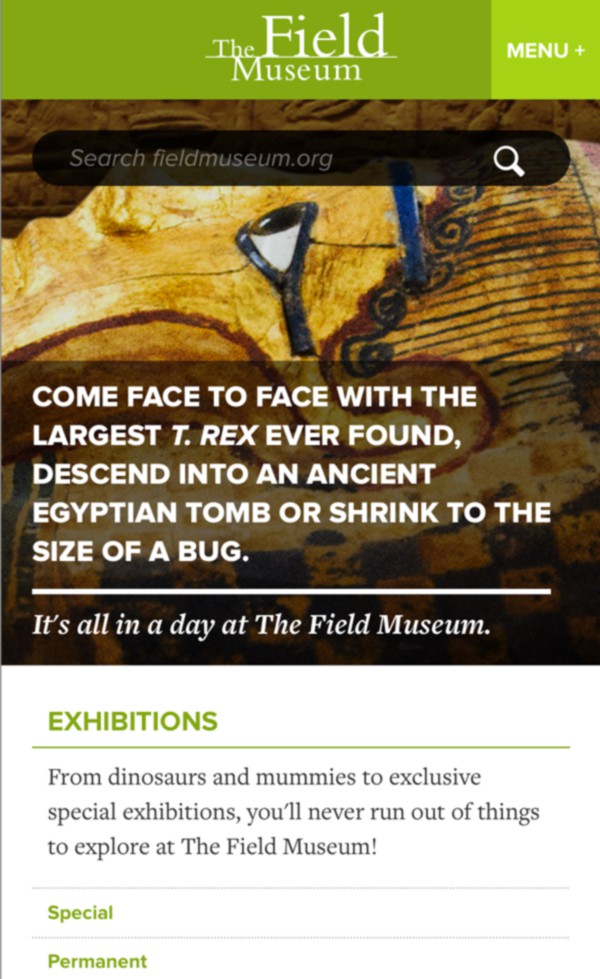 The Field
Museum
MENU +
Search fieldmuseum.org
COME FACE TO FACE WITH THE
LARGEST T. REX EVER FOUND,
DESCEND INTO AN ANCIENT
EGYPTIAN TOMB OR SHRINK TO THE
SIZE OF A BUG.
It's all in a day at The Field Museum.
EXHIBITIONS
From dinosaurs and mummies to exclusive
special exhibitions, you'll never run out of things
to explore at The Field Museum!
Special
Permanent